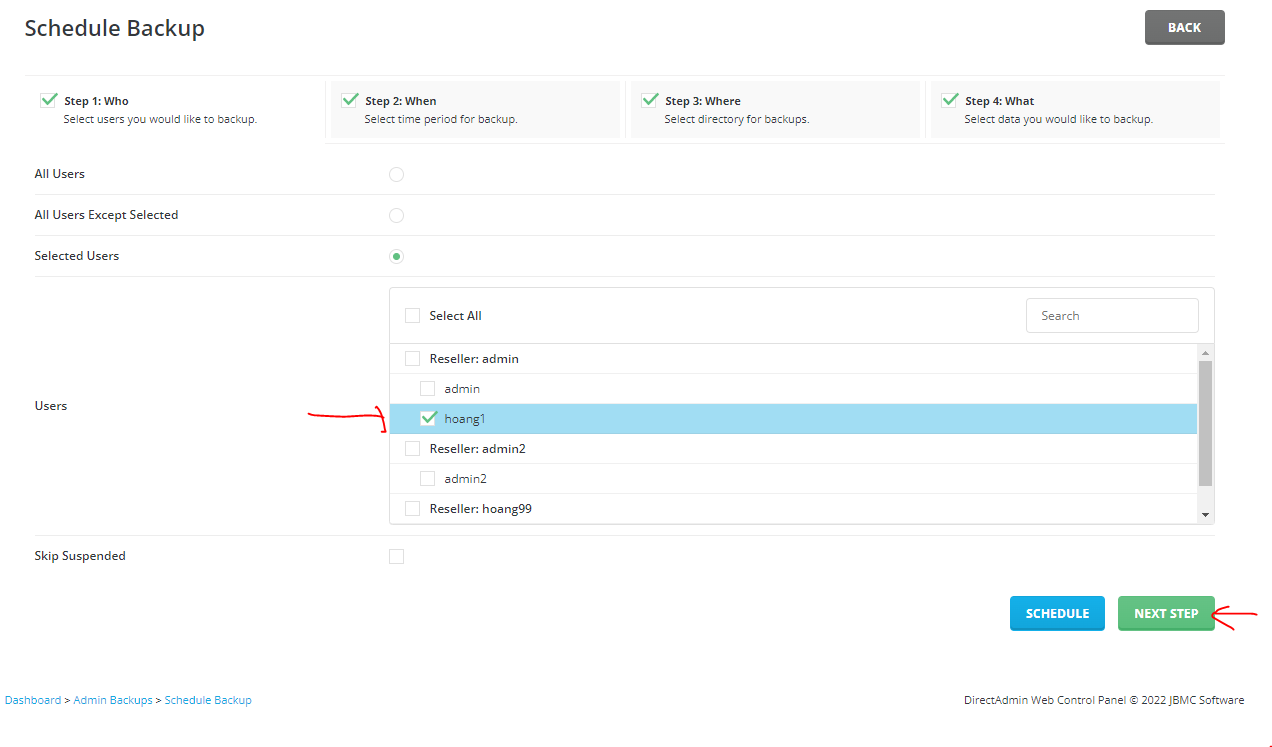 Schedule Backup
BACK
Step 1: Who
Select users you would like to backup.
Step 2: When
Select time period for backup.
Step 3: Where
Select directory for backups.
Step 4: What
Select data you would like to backup.
All Users
All Users Except Selected
Selected Users
Users
Select All
Search
Reseller: admin
admin
hoang1
Reseller: admin2
admin2
Reseller: hoang99
Skip Suspended
SCHEDULE
NEXT STEP
Dashboard > Admin Backups > Schedule Backup
DirectAdmin Web Control Panel © 2022 JBMC Software